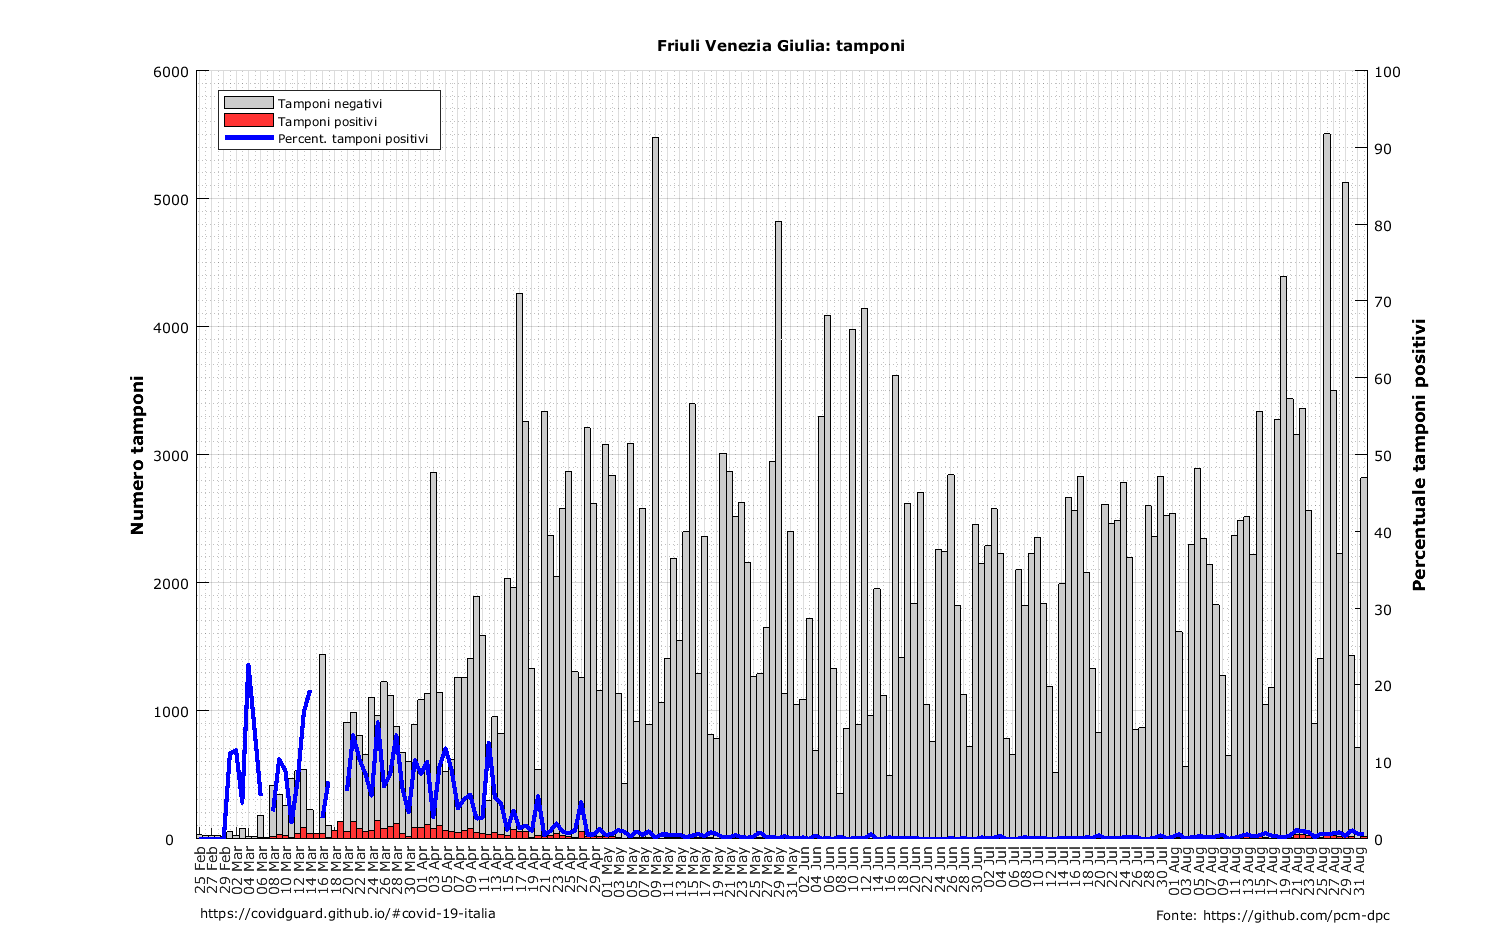 Friuli Venezia Giulia: tamponi
6000
5000
4000
3000
2000
1000
0
Numero tamponi
Tamponi negativi
Tamponi positivi
Percent. tamponi positivi
100
90
80
70
60
50
40
30
20
10
0
Percentuale tamponi positivi
25 Feb
27 Feb
29 Feb
02 Mar
04 Mar
06 Mar
08 Mar
10 Mar
12 Mar
14 Mar
16 Mar
18 Mar
20 Mar
22 Mar
24 Mar
26 Mar
28 Mar
30 Mar
01 Apr
03 Apr
05 Apr
07 Apr
09 Apr
11 Apr
13 Apr
15 Apr
17 Apr
19 Apr
21 Apr
23 Apr
25 Apr
27 Apr
29 Apr
01 May
03 May
05 May
07 May
09 May
11 May
13 May
15 May
17 May
19 May
21 May
23 May
25 May
27 May
29 May
31 May
02 Jun
04 Jun
06 Jun
08 Jun
10 Jun
12 Jun
14 Jun
16 Jun
18 Jun
20 Jun
22 Jun
24 Jun
26 Jun
28 Jun
30 Jun
02 Jul
04 Jul
06 Jul
08 Jul
10 Jul
12 Jul
14 Jul
16 Jul
18 Jul
20 Jul
22 Jul
24 Jul
26 Jul
28 Jul
30 Jul
01 Aug
03 Aug
05 Aug
07 Aug
09 Aug
11 Aug
13 Aug
15 Aug
17 Aug
19 Aug
21 Aug
23 Aug
25 Aug
27 Aug
29 Aug
31 Aug
https://covidguard.github.io/#covid-19-italia
Fonte: https://github.com/pcm-dpc